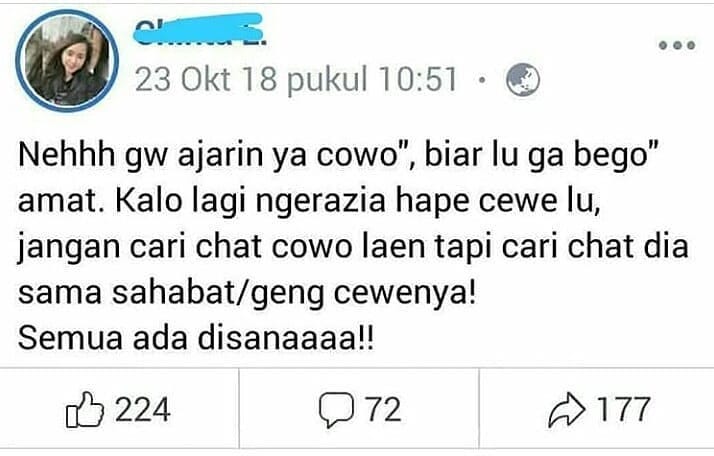 23 Okt 18 pukul 10:51 ·
Nehhh gw ajarin ya cowo", biar lu ga bego"
amat. Kalo lagi ngerazia hape cewe lu,
jangan cari chat cowo laen tapi cari chat dia
sama sahabat/geng cewenya!
Semua ada disanaaaa!!
224 72 177